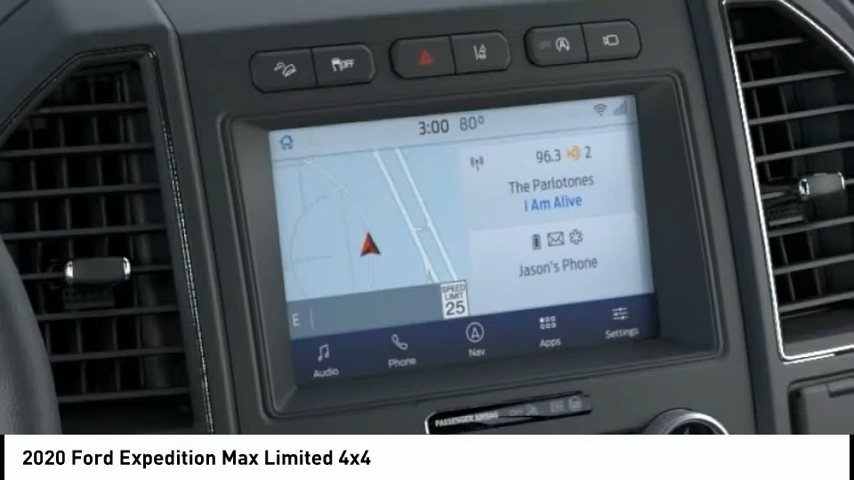 OFF
3:00 80°
96.3 2
The Parlotones
I Am Alive
Jason's Phone
SPEED
LIMIT
25
E
Audio
Phone
Nav
Apps
Settings
PASSENGER AIRBAG
2020 Ford Expedition Max Limited 4x4